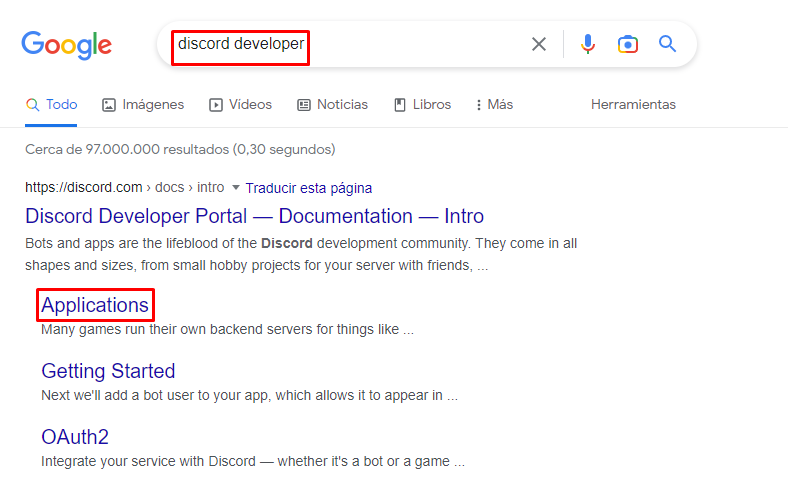 Google
discord developer
Todo Imágenes Vídeos Noticias Libros Más Herramientas
Cerca de 97.000.000 resultados (0,30 segundos)
https://discord.com › docs › intro Traducir esta página
Discord Developer Portal — Documentation — Intro
Bots and apps are the lifeblood of the Discord development community. They come in all
shapes and sizes, from small hobby projects for your server with friends, ...
Applications
Many games run their own backend servers for things like ...
Getting Started
Next we'll add a bot user to your app, which allows it to appear in ...
OAuth2
Integrate your service with Discord — whether it's a bot or a game ...